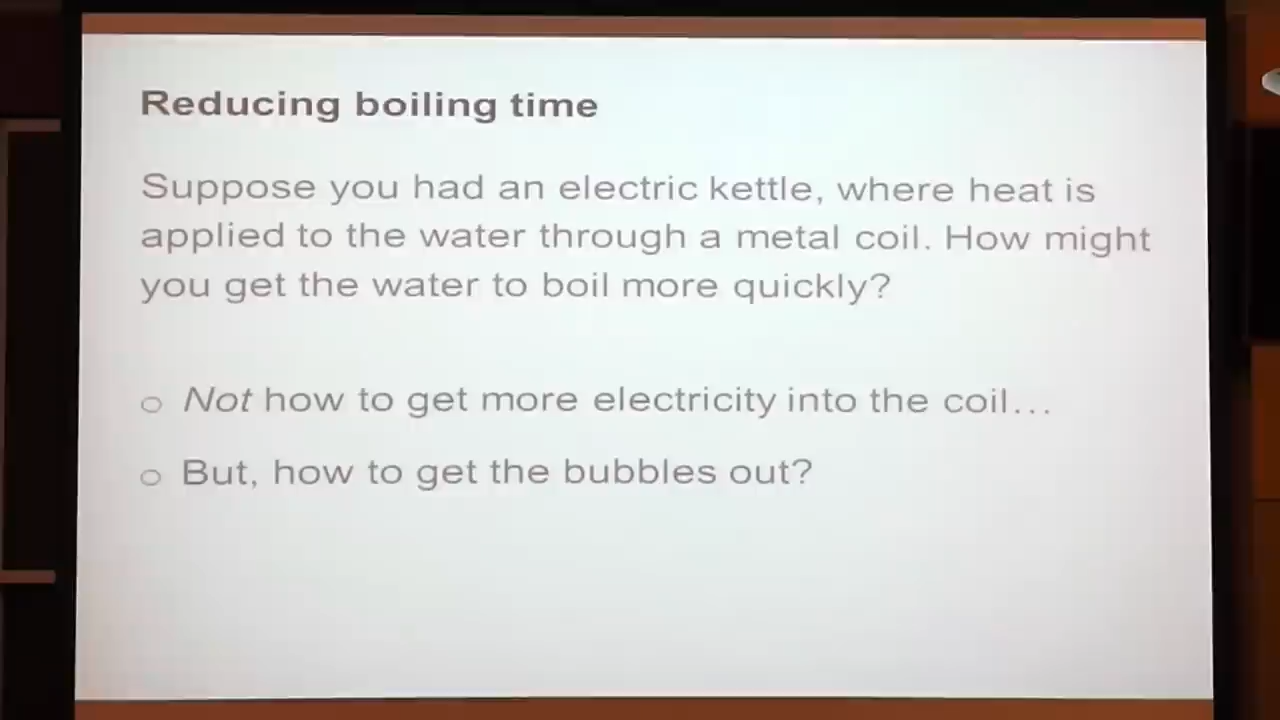 Reducing boiling time
Suppose you had an electric kettle, where heat is
applied to the water through a metal coil. How might
you get the water to boil more quickly?
○ Not how to get more electricity into the coil…
○ But, how to get the bubbles out?